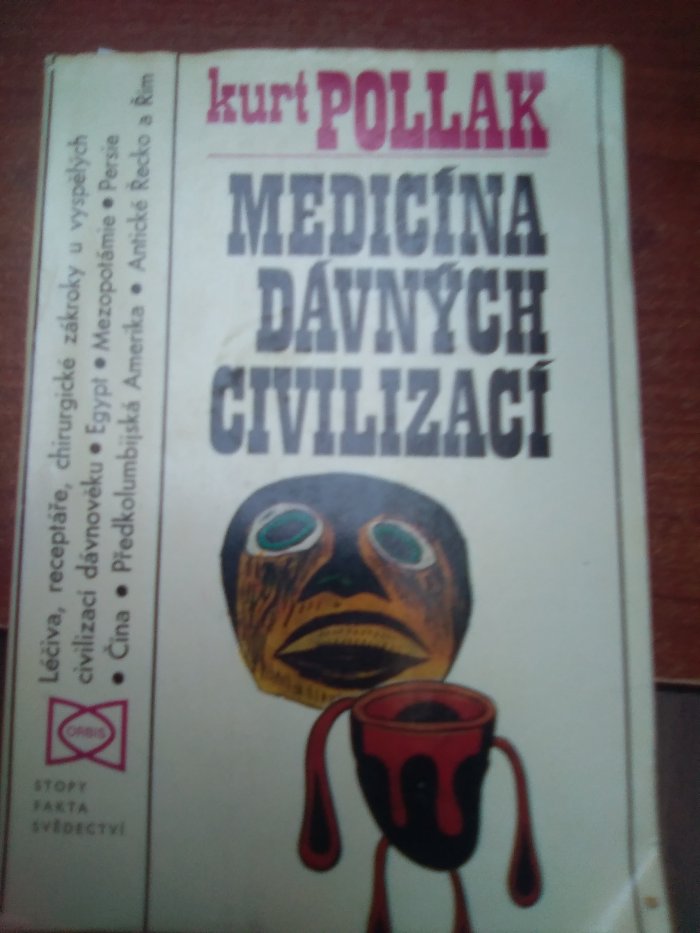 kurt POLLAK
MEDICÍNA
DÁVNÝCH
CIVILIZACÍ
Léčiva, receptáře, chirurgické zákroky u vyspělých
civilizací dávnověku • Egypt • Mezopotámie • Persie
• Čína • Předkolumbijská Amerika • Antické Řecko a Řím
ORBIS
STOPY
FAKTA
SVĚDECTVÍ